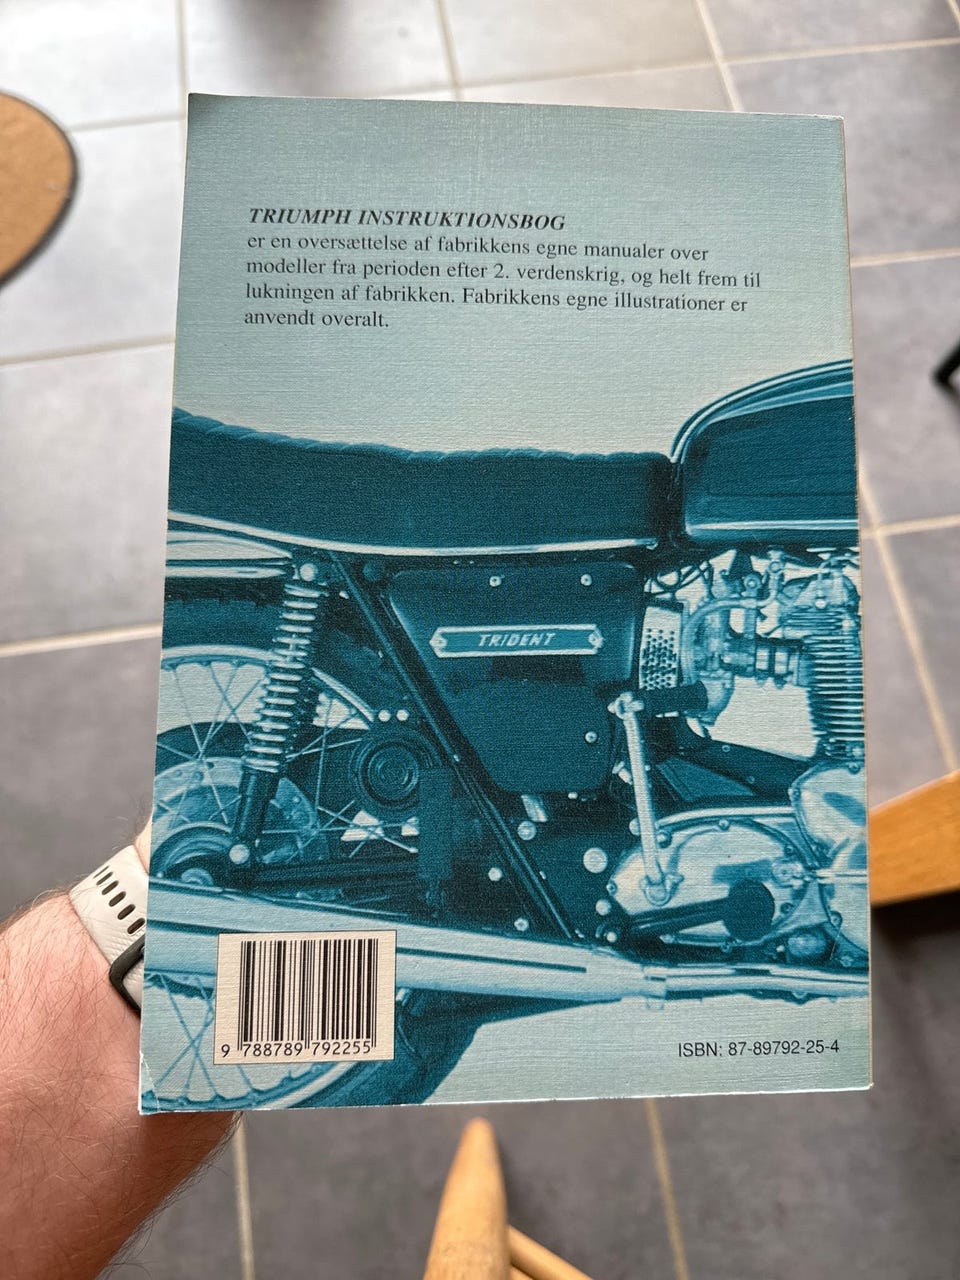 TRIUMPH INSTRUKTIONSBOG
er en oversættelse af fabrikkens egne manualer over
modeller fra perioden efter 2. verdenskrig, og helt frem til
lukningen af fabrikken. Fabrikkens egne illustrationer er
anvendt overalt.
TRIDENT
9 788789 792255
ISBN: 87-89792-25-4